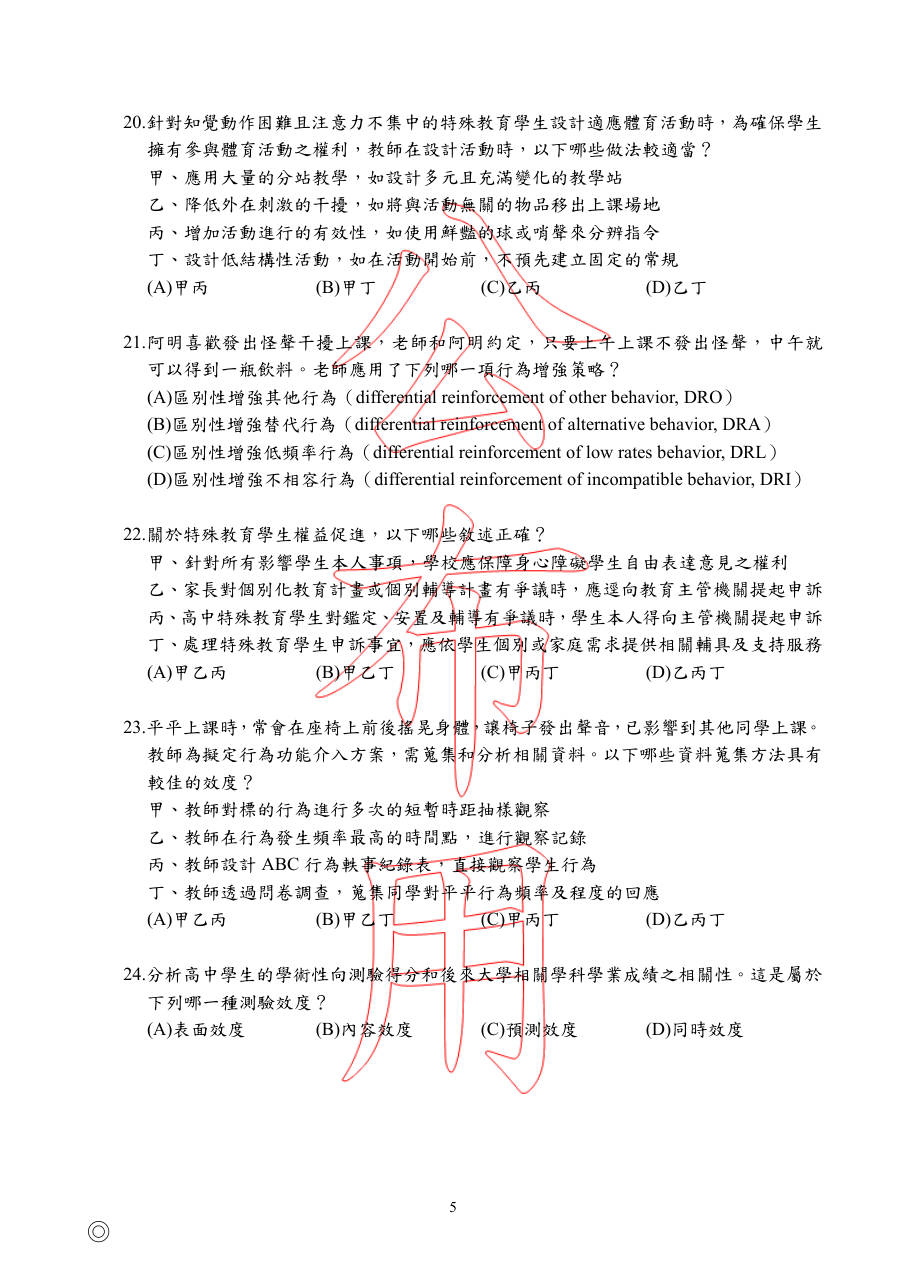 20.針對知覺動作困難且注意力不集中的特殊教育學生設計適應體育活動時，為確保學生
擁有參與體育活動之權利，教師在設計活動時，以下哪些做法較適當？
甲、應用大量的分站教學，如設計多元且充滿變化的教學站
乙、降低外在刺激的干擾，如將與活動無關的物品移出上課場地
丙、增加活動進行的有效性，如使用鮮豔的球或哨聲來分辨指令
丁、設計低結構性活動，如在活動開始前，不預先建立固定的常規
(A)甲丙 (B)甲丁 (C)乙丙 (D)乙丁
21.阿明喜歡發出怪聲干擾上課，老師和阿明約定，只要上午上課不發出怪聲，中午就
可以得到一瓶飲料。老師應用了下列哪一項行為增強策略？
(A)區別性增強其他行為（differential reinforcement of other behavior, DRO）
(B)區別性增強替代行為（differential reinforcement of alternative behavior, DRA）
(C)區別性增強低頻率行為（differential reinforcement of low rates behavior, DRL）
(D)區別性增強不相容行為（differential reinforcement of incompatible behavior, DRI）
22.關於特殊教育學生權益促進，以下哪些敘述正確？
甲、針對所有影響學生本人事項，學校應保障身心障礙學生自由表達意見之權利
乙、家長對個別化教育計畫或個別輔導計畫有爭議時，應逕向教育主管機關提起申訴
丙、高中特殊教育學生對鑑定、安置及輔導有爭議時，學生本人得向主管機關提起申訴
丁、處理特殊教育學生申訴事宜，應依學生個別或家庭需求提供相關輔具及支持服務
(A)甲乙丙 (B)甲乙丁 (C)甲丙丁 (D)乙丙丁
23.平平上課時，常會在座椅上前後搖晃身體，讓椅子發出聲音，已影響到其他同學上課。
教師為擬定行為功能介入方案，需蒐集和分析相關資料。以下哪些資料蒐集方法具有
較佳的效度？
甲、教師對標的行為進行多次的短暫時距抽樣觀察
乙、教師在行為發生頻率最高的時間點，進行觀察記錄
丙、教師設計 ABC 行為軼事紀錄表，直接觀察學生行為
丁、教師透過問卷調查，蒐集同學對平平行為頻率及程度的回應
(A)甲乙丙 (B)甲乙丁 (C)甲丙丁 (D)乙丙丁
24.分析高中學生的學術性向測驗得分和後來大學相關學科學業成績之相關性。這是屬於
下列哪一種測驗效度？
(A)表面效度 (B)內容效度 (C)預測效度 (D)同時效度
公布用
5